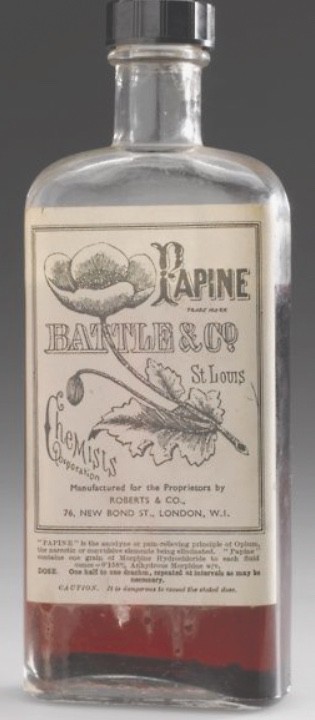 PAPINE
TRADE MARK
BATTLE & CO
St Louis
CHEMISTS
Corporation
Manufactured for the Proprietors by
ROBERTS & CO.,
76, NEW BOND ST., LONDON, W.1.
"PAPINE" is the anodyne or pain-relieving principle of Opium,
the narcotic or convulsive elements being eliminated. "Papine"
contains one grain of Morphine Hydrochloride to each fluid
ounce—Anhydrous Morphine w/v.
DOSE. One half to one drachm, repeated at intervals as may be
necessary.
CAUTION. It is dangerous to exceed the stated dose.